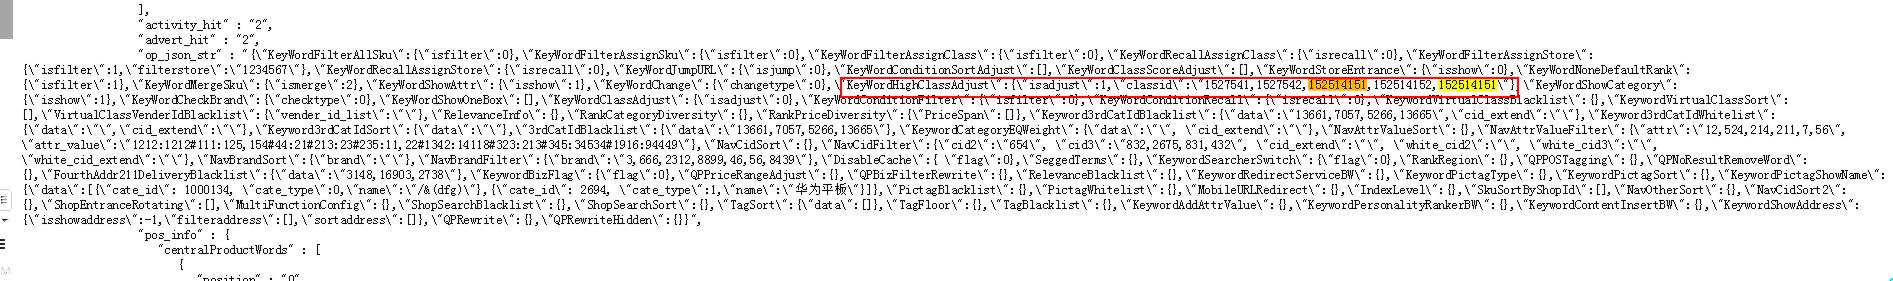 ],
"activity_hit" : "2",
"advert_hit" : "2",
"op_json_str" : "{\"KeyWordFilterAllSku\":{\"isfilter\":0},\"KeyWordFilterAssignSku\":{\"isfilter\":0},\"KeyWordFilterAssignClass\":{\"isfilter\":0},\"KeyWordRecallAssignClass\":{\"isrecall\":0},\"KeyWordFilterAssignStore\":
{\"isfilter\":1,\"filterstore\":\"1234567\"},\"KeyWordRecallAssignStore\":{\"isrecall\":0},\"KeyWordJumpURL\":{\"isjump\":0},\"KeyWordConditionSortAdjust\":[],\"KeyWordClassScoreAdjust\":[],\"KeyWordStoreEntrance\":{\"isshow\":0},\"KeyWordNoneDefaultRank\":
{\"isfilter\":1},\"KeyWordMergeSku\":{\"ismerge\":2},\"KeyWordShowAttr\":{\"isshow\":1},\"KeyWordChange\":{\"changetype\":0},\"KeyWordHighClassAdjust\":{\"isadjust\":1,\"classid\":\"1527541,1527542,152514151,152514152,152514151\"},\"KeyWordShowCategory\":
{\"isshow\":1},\"KeyWordCheckBrand\":{\"checktype\":0},\"KeyWordShowOneBox\":[],\"KeyWordClassAdjust\":{\"isadjust\":0},\"KeyWordConditionFilter\":{\"isfilter\":0},\"KeyWordConditionRecall\":{\"isrecall\":0},\"KeyWordVirtualClassBlacklist\":{},\"KeyWordVirtualClassSort\":
[],\"VirtualClassVenderIdBlacklist\":{\"vender_id_list\":\"\"},\"RelevanceInfo\":{},\"RankCategoryDiversity\":{},\"RankPriceDiversity\":{\"PriceSpan\":[]},\"Keyword3rdCatIdBlacklist\":{\"data\":\"13661,7057,5266,13665\",\"cid_extend\":\"\"},\"Keyword3rdCatIdWhitelist\":
{\"data\":\"\",\"cid_extend\":\"\"},\"Keyword3rdCatIdSort\":{\"data\":\"\"},\"3rdCatIdBlacklist\":{\"data\":\"13661,7057,5266,13665\"},\"KeywordCategoryEQWeight\":{\"data\":\"\", \"cid_extend\":\"\"},\"NavAttrValueSort\":{},\"NavAttrValueFilter\":{\"attr\":\"12,524,214,211,7,56\",
\"attr_value\":\"1212:1212#111:125,154#44:21#213:23#235:11,22#1342:14118#323:213#345:34534#1916:94449\"},\"NavCidSort\":{},\"NavCidFilter\":{\"cid2\":\"654\", \"cid3\":\"832,2675,831,432\", \"cid_extend\":\"\", \"white_cid2\":\"\", \"white_cid3\":\"\",
\"white_cid_extend\":\"\"},\"NavBrandSort\":{\"brand\":\"\"},\"NavBrandFilter\":{\"brand\":\"3,666,2312,8899,46,56,8439\"},\"DisableCache\":{ \"flag\":0},\"SeggedTerms\":{},\"KeywordSearcherSwitch\":{\"flag\":0},\"RankRegion\":{},\"QPPOSTagging\":{},\"QPNoResultRemoveWord\":
{},\"FourthAddr211DeliveryBlacklist\":{\"data\":\"3148,16903,2738\"},\"KeywordBizFlag\":{\"flag\":0},\"QPPriceRangeAdjust\":{},\"QPBizFilterRewrite\":{},\"RelevanceBlacklist\":{},\"KeywordRedirectServiceBW\":{},\"KeywordPictagType\":{},\"KeywordPictagSort\":{},\"KeywordPictagShowName\":
{\"data\":[{\"cate_id\": 1000134, \"cate_type\":0,\"name\":\"/&(dfg)\"},{\"cate_id\": 2694, \"cate_type\":1,\"name\":\"华为平板\"}]},\"PictagBlacklist\":{},\"PictagWhitelist\":{},\"MobileURLRedirect\":{},\"IndexLevel\":{},\"SkuSortByShopId\":[],\"NavOtherSort\":{},\"NavCidSort2\":
{},\"ShopEntranceRotating\":[],\"MultiFunctionConfig\":{},\"ShopSearchBlacklist\":{},\"ShopSearchSort\":{},\"TagSort\":{\"data\":[]},\"TagFloor\":{},\"TagBlacklist\":{},\"KeywordAddAttrValue\":{},\"KeywordPersonalityRankerBW\":{},\"KeywordContentInsertBW\":{},\"KeywordShowAddress\":
{\"isshowaddress\":-1,\"filteraddress\":[],\"sortaddress\":[]},\"QPRewrite\":{},\"QPRewriteHidden\":{}}",
"pos_info" : {
"centralProductWords" : [
{
"position" : "0"